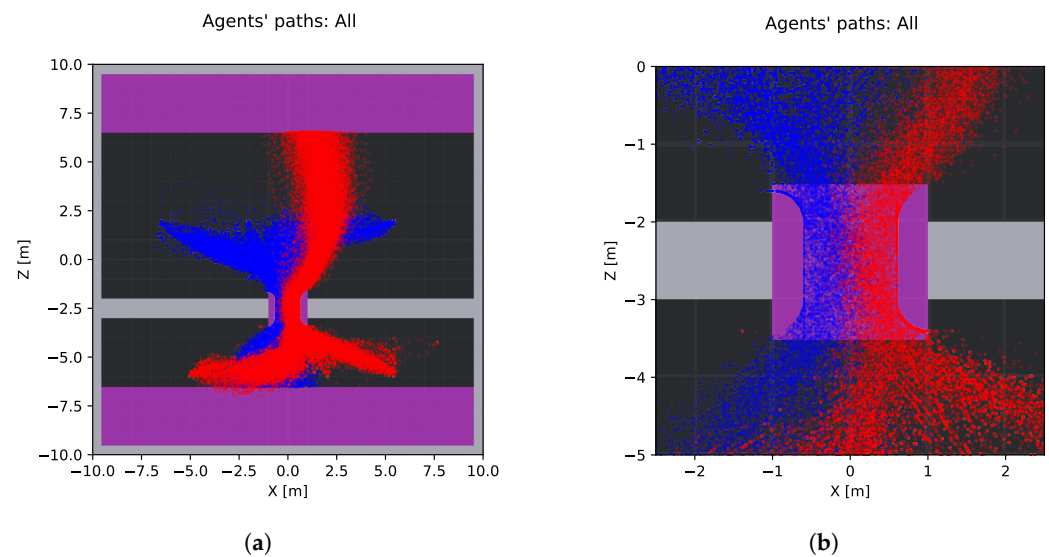 Agents' paths: All
Agents' paths: All
10.0
7.5
5.0
2.5
0.0
−2.5
−5.0
−7.5
−10.0
Z [m]
−10.0 −7.5 −5.0 −2.5 0.0 2.5 5.0 7.5 10.0
X [m]
0
−1
−2
−3
−4
−5
Z [m]
−2 −1 0 1 2
X [m]
(a)
(b)